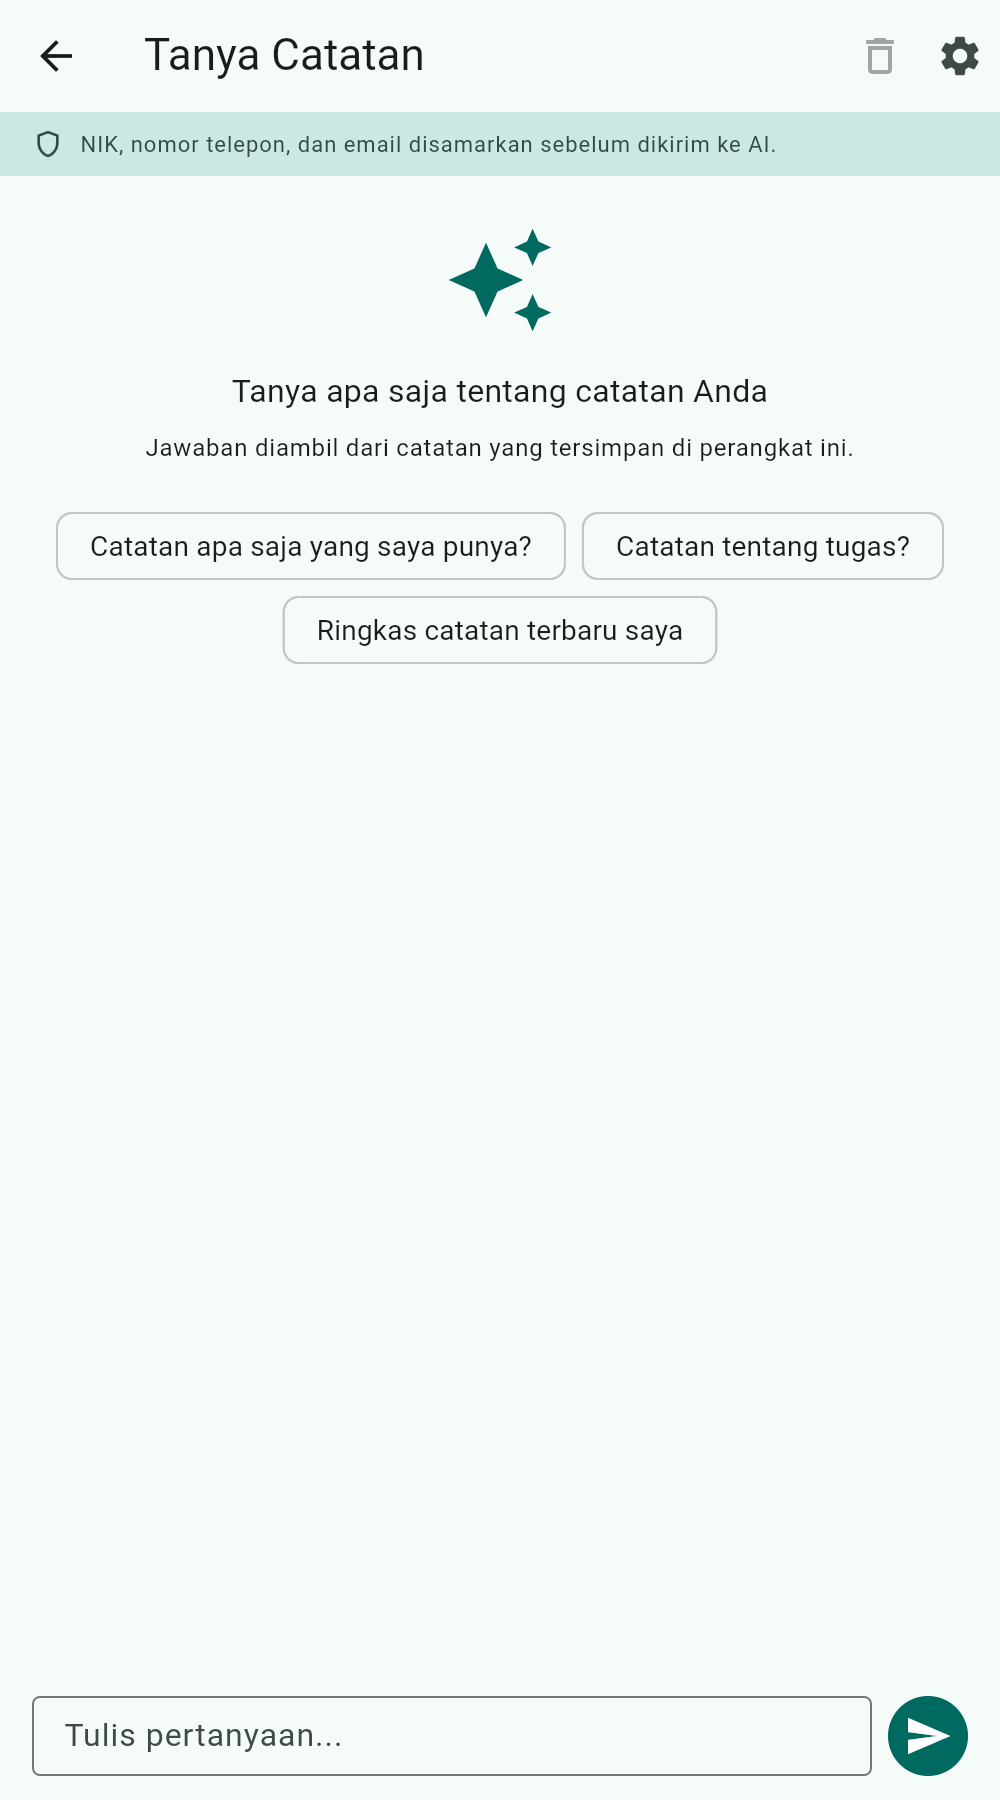 Tanya Catatan
NIK, nomor telepon, dan email disamarkan sebelum dikirim ke AI.
Tanya apa saja tentang catatan Anda
Jawaban diambil dari catatan yang tersimpan di perangkat ini.
Catatan apa saja yang saya punya?
Catatan tentang tugas?
Ringkas catatan terbaru saya
Tulis pertanyaan...